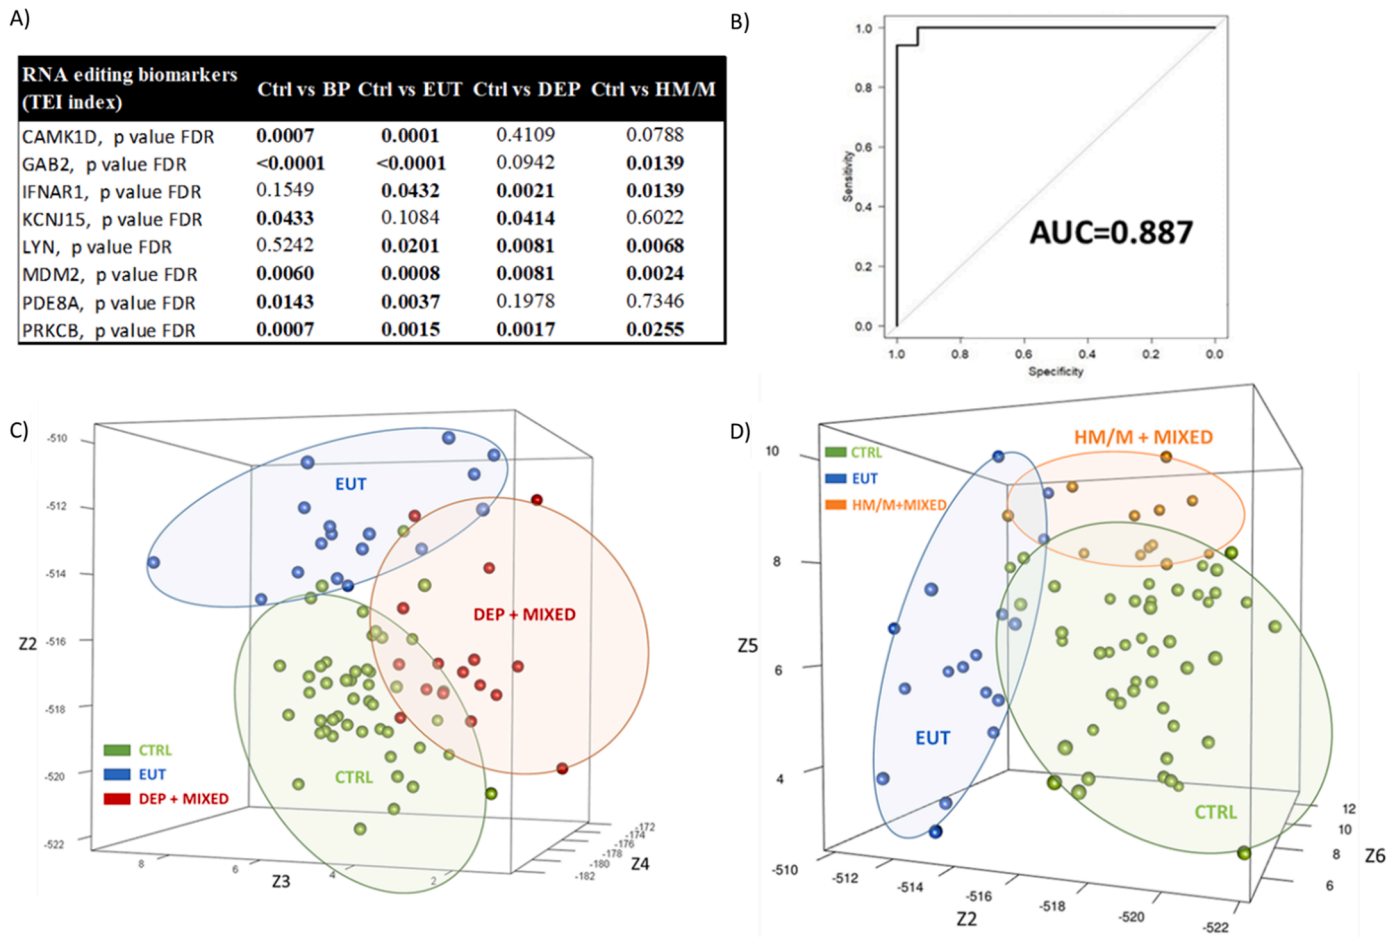 A)
RNA editing biomarkers
(TEI index)
Ctrl vs BP Ctrl vs EUT Ctrl vs DEP Ctrl vs HM/M
CAMK1D, p value FDR 0.0007 0.0001 0.4109 0.0788
GAB2, p value FDR <0.0001 <0.0001 0.0942 0.0139
IFNAR1, p value FDR 0.1549 0.0432 0.0021 0.0139
KCNJ15, p value FDR 0.0433 0.1084 0.0414 0.6022
LYN, p value FDR 0.5242 0.0201 0.0081 0.0068
MDM2, p value FDR 0.0060 0.0008 0.0081 0.0024
PDE8A, p value FDR 0.0143 0.0037 0.1978 0.7346
PRKCB, p value FDR 0.0007 0.0015 0.0017 0.0255
B)
1.0
0.8
0.6
0.4
0.2
0.0
Sensitivity
AUC=0.887
1.0 0.8 0.6 0.4 0.2 0.0
Specificity
C)
-510
-512
-514
-516
-518
-520
-522
Z2
EUT
DEP + MIXED
CTRL
CTRL
EUT
DEP + MIXED
8 6 4 2
Z3
-172
-174
-176
-178
-180
-182
Z4
D)
HM/M + MIXED
CTRL
EUT
HM/M+MIXED
10
8
6
4
Z5
EUT
CTRL
-510 -512 -514 -516 -518 -520 -522
Z2
12
10
8
6
Z6